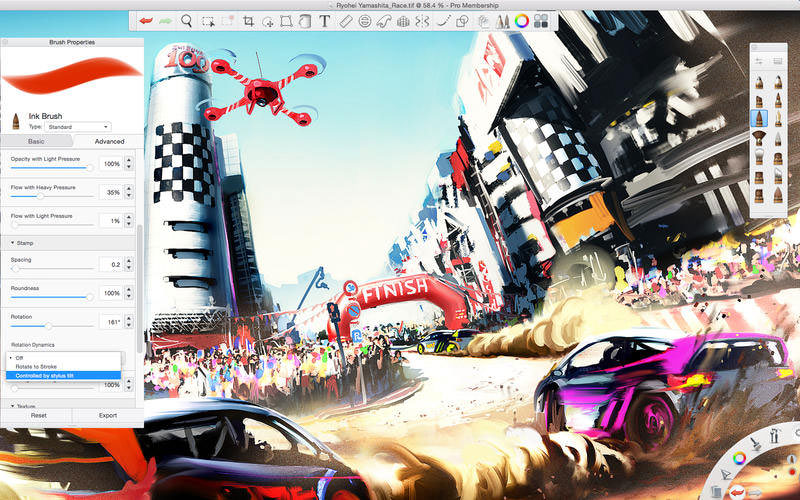 Ryohei Yamashita_Race.tif @ 58.4 % - Pro Membership
T
Brush Properties
Ink Brush
Type: Standard
Basic
Advanced
Opacity with Light Pressure
100%
Flow with Heavy Pressure
35%
Flow with Light Pressure
1%
Stamp
Spacing
0.2
Roundness
100%
Rotation
161°
Rotation Dynamics
Off
Rotate to Stroke
Controlled by stylus tilt
100%
Texture
Reset
Export
100
FINISH